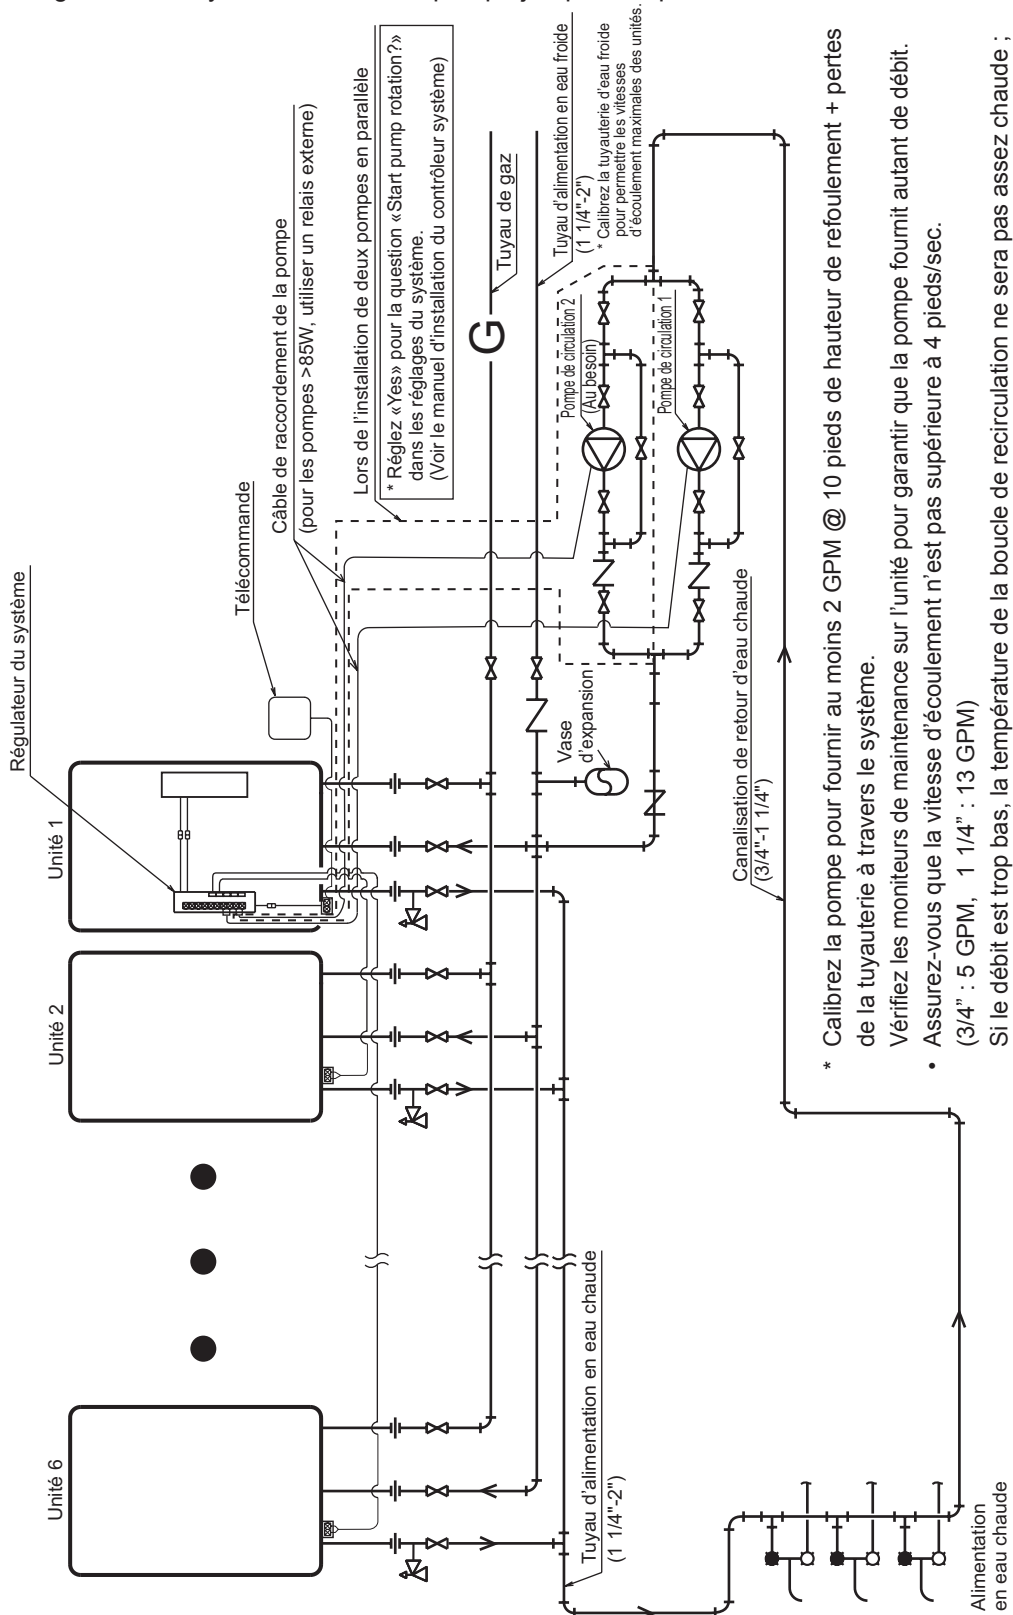 Régulateur du système
Télécommande
Câble de raccordement de la pompe
(pour les pompes >85W, utiliser un relais externe)
Lors de l'installation de deux pompes en parallèle
* Réglez «Yes» pour la question «Start pump rotation?»
dans les réglages du système.
(Voir le manuel d'installation du contrôleur système)
Unité 1
Unité 2
Unité 6
G
Tuyau de gaz
Tuyau d'alimentation en eau froide
(1 1/4"-2")
* Calibrez la tuyauterie d'eau froide
pour permettre les vitesses
d'écoulement maximales des unités.
Pompe de circulation 2
(Au besoin)
Pompe de circulation 1
Vase
d'expansion
Canalisation de retour d'eau chaude
(3/4"-1 1/4")
Tuyau d'alimentation en eau chaude
(1 1/4"-2")
Alimentation
en eau chaude
* Calibrez la pompe pour fournir au moins 2 GPM @ 10 pieds de hauteur de refoulement + pertes
de la tuyauterie à travers le système.
Vérifiez les moniteurs de maintenance sur l'unité pour garantir que la pompe fournit autant de débit.
• Assurez-vous que la vitesse d'écoulement n'est pas supérieure à 4 pieds/sec.
(3/4” : 5 GPM, 1 1/4” : 13 GPM)
Si le débit est trop bas, la température de la boucle de recirculation ne sera pas assez chaude ;